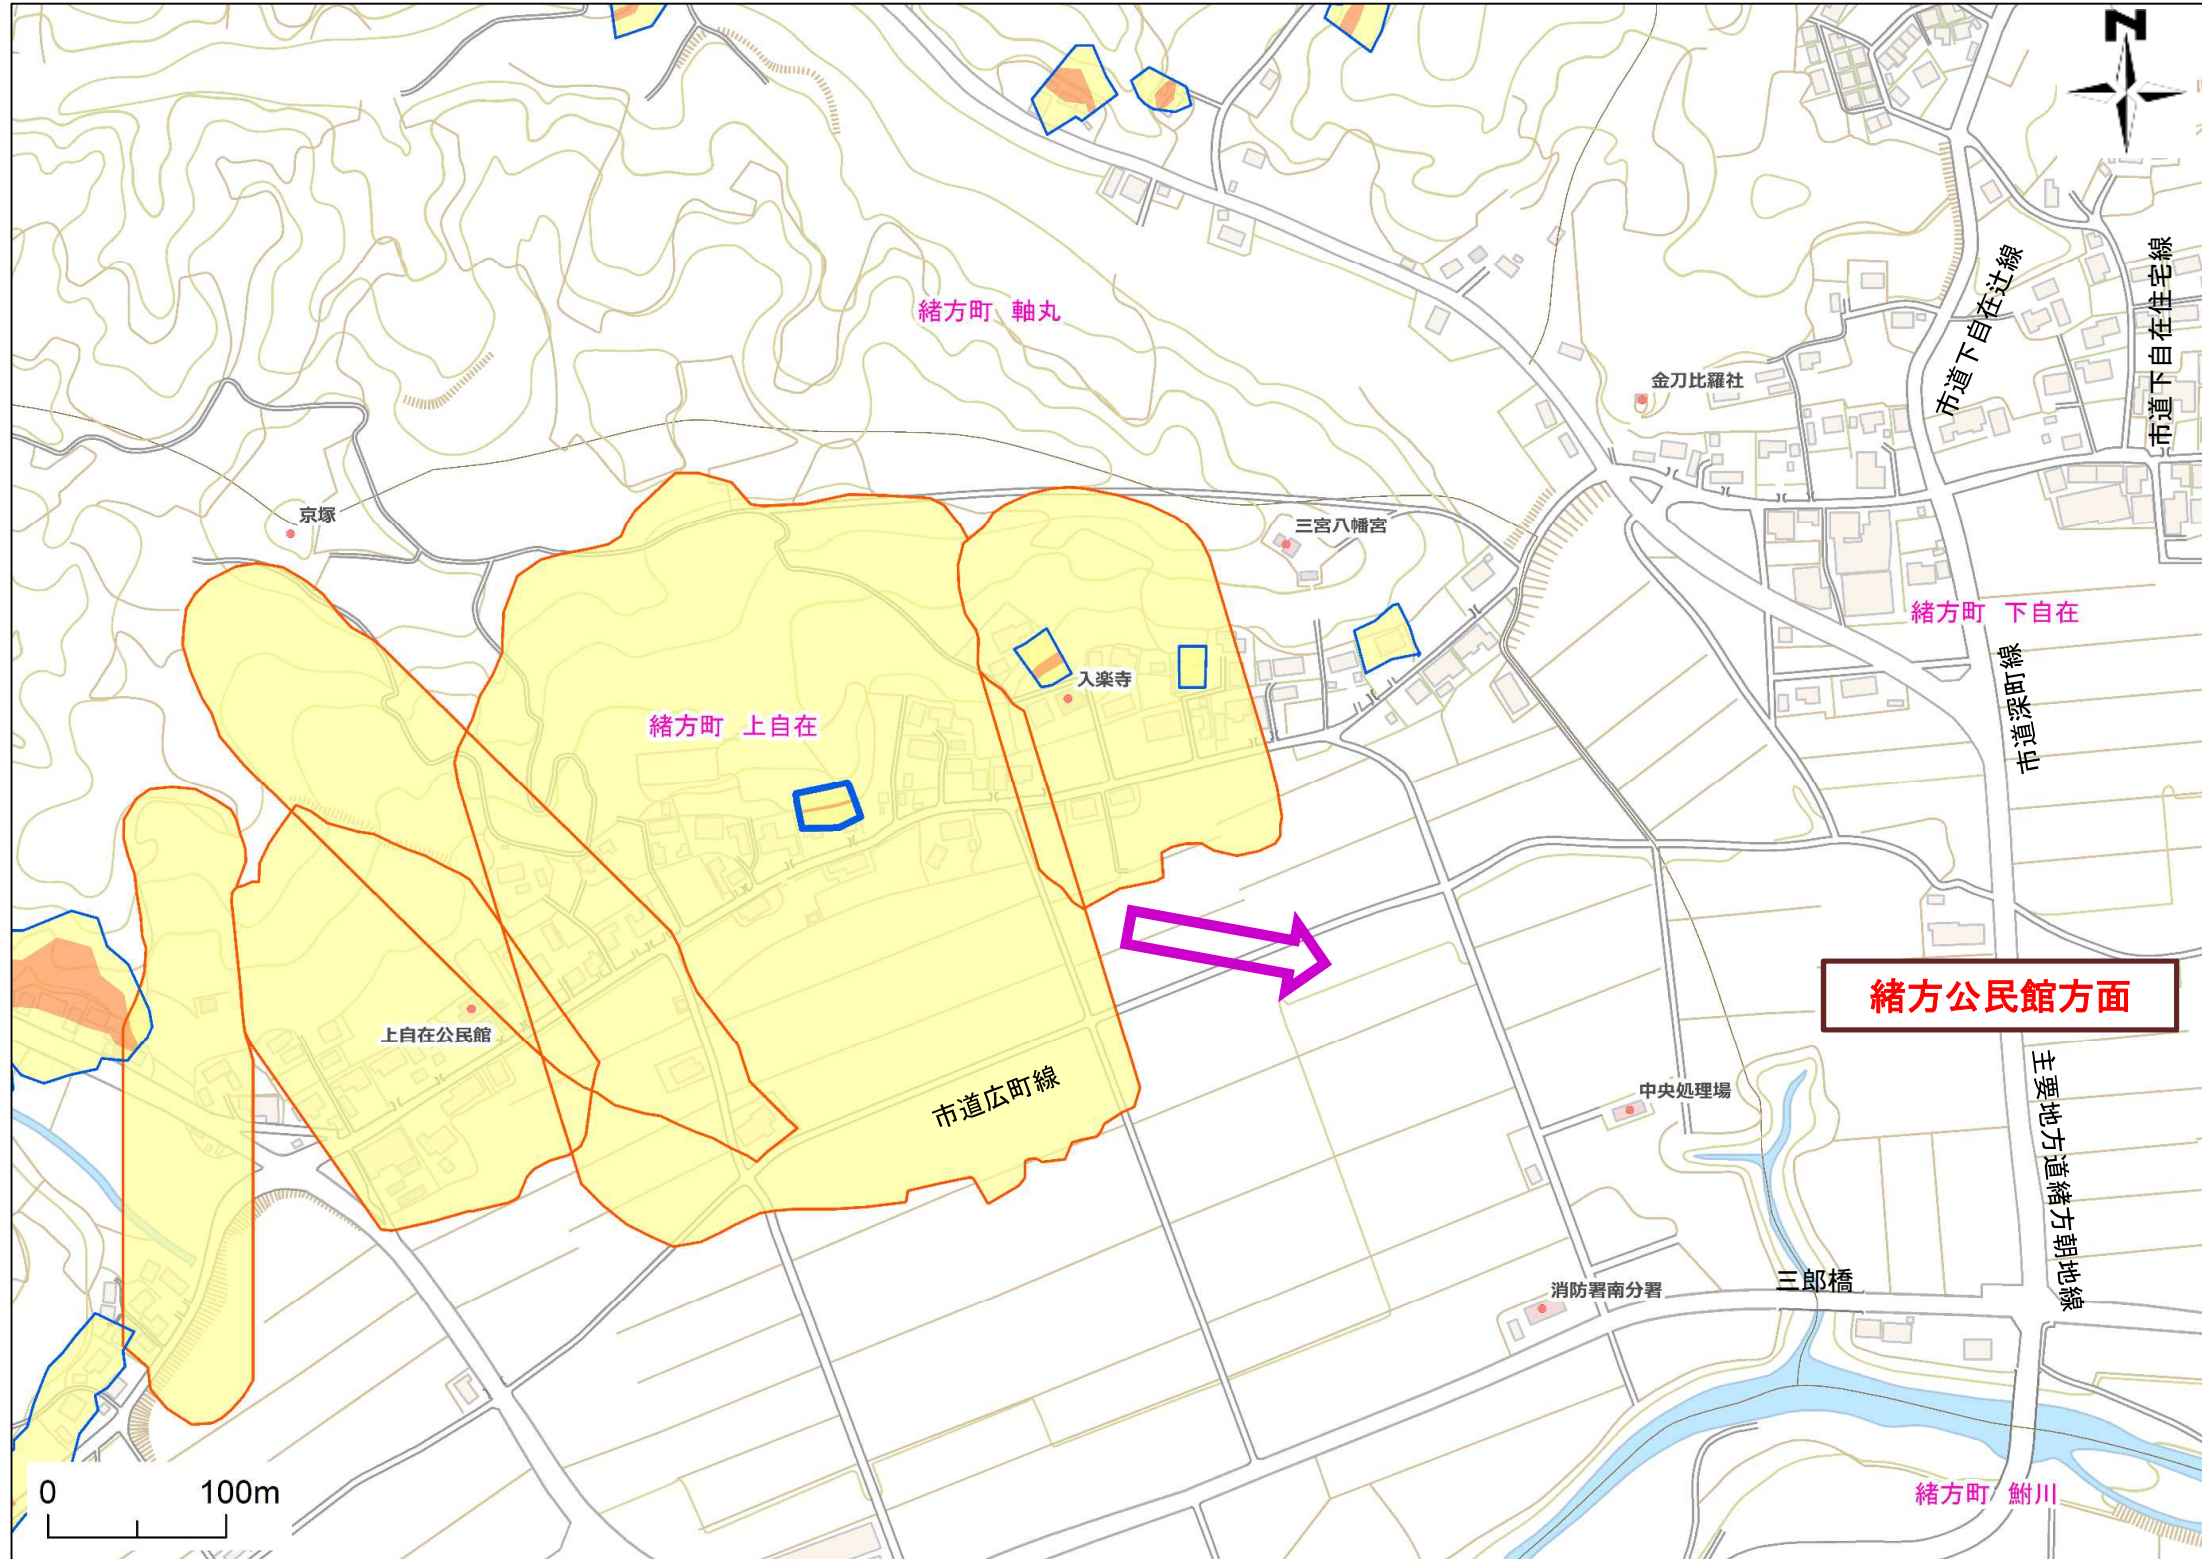 N
緒方町 軸丸
市道下自在辻線
市道下自在住宅線
金刀比羅社
京塚
三宮八幡宮
緒方町 下自在
入楽寺
市道深町線
緒方町 上自在
緒方公民館方面
上自在公民館
市道広町線
中央処理場
主要地方道緒方朝地線
三郎橋
消防署南分署
0 100m
緒方町 鮒川